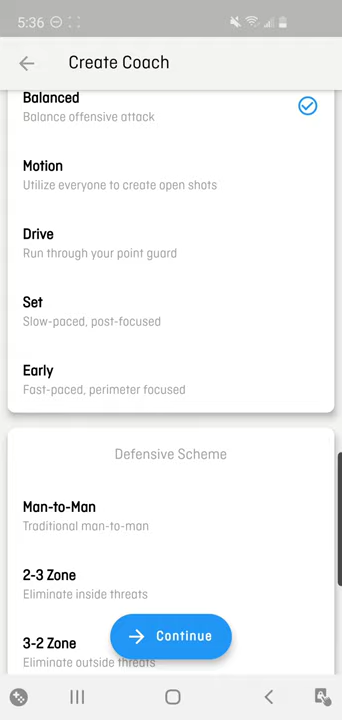 5:36
Create Coach
Balanced
Balance offensive attack
Motion
Utilize everyone to create open shots
Drive
Run through your point guard
Set
Slow-paced, post-focused
Early
Fast-paced, perimeter focused
Defensive Scheme
Man-to-Man
Traditional man-to-man
2-3 Zone
Eliminate inside threats
Continue
3-2 Zone
Eliminate outside threats